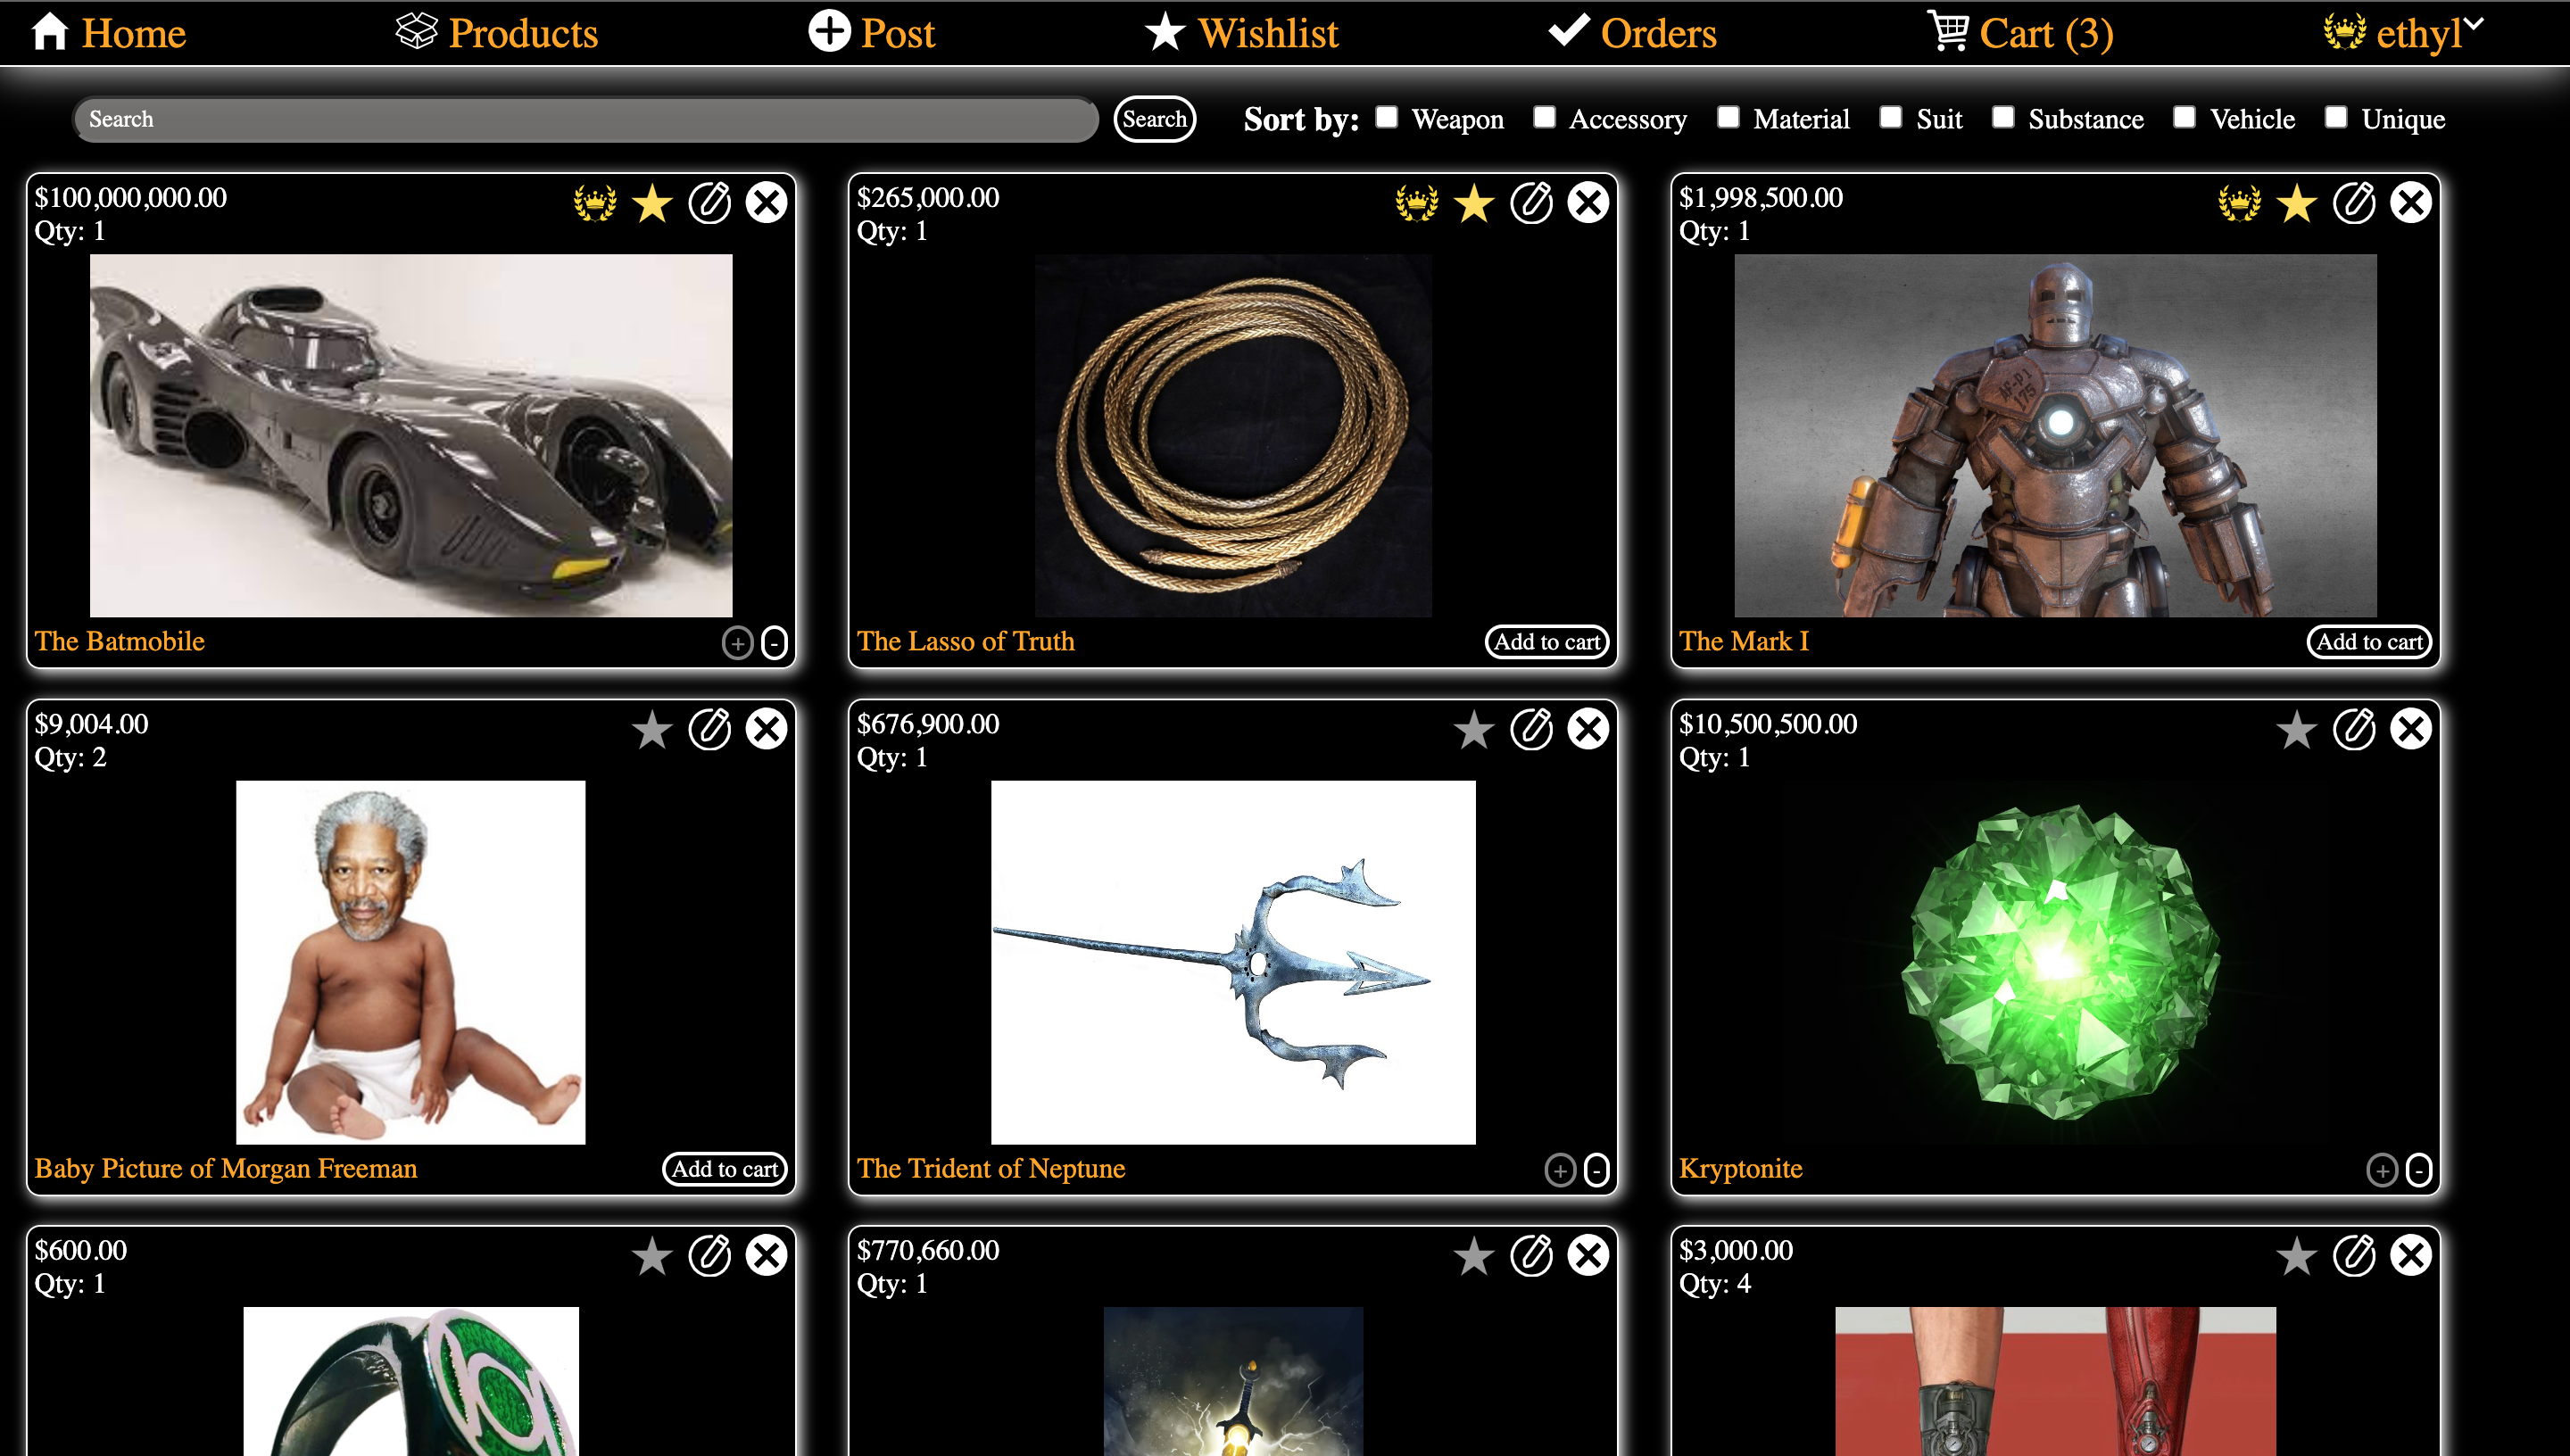 Home Products Post Wishlist Orders Cart (3) ethyl
Search Search Sort by: Weapon Accessory Material Suit Substance Vehicle Unique
$100,000,000.00
Qty: 1
The Batmobile + -
$265,000.00
Qty: 1
The Lasso of Truth Add to cart
$1,998,500.00
Qty: 1
AF-P1
175
The Mark I Add to cart
$9,004.00
Qty: 2
Baby Picture of Morgan Freeman Add to cart
$676,900.00
Qty: 1
The Trident of Neptune + -
$10,500,500.00
Qty: 1
Kryptonite + -
$600.00
Qty: 1
$770,660.00
Qty: 1
$3,000.00
Qty: 4